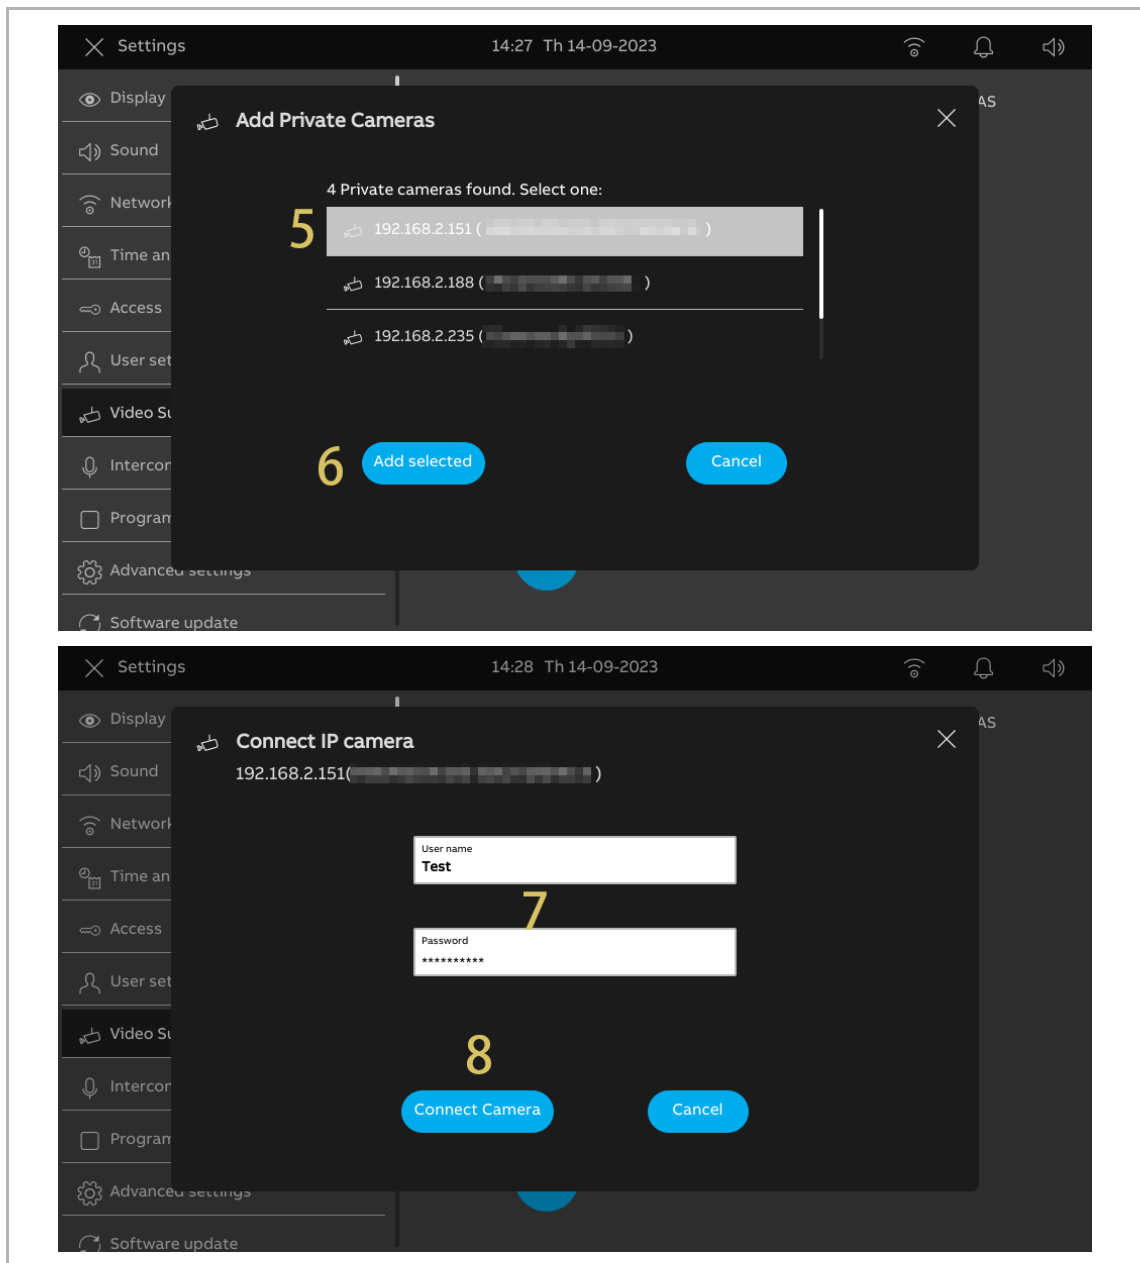 Settings
14:27 Th 14-09-2023
Display
AS
Add Private Cameras
Sound
4 Private cameras found. Select one:
Network
5
192.168.2.151 ( )
Time an
192.168.2.188 ( )
Access
192.168.2.235 ( )
User set
Video Su
6
Add selected
Cancel
Intercor
Program
Advanced settings
Software update
Settings
14:28 Th 14-09-2023
Display
AS
Connect IP camera
Sound
192.168.2.151( )
Network
User name
Test
Time an
7
Access
Password
**********
User set
Video Su
8
Intercor
Connect Camera
Cancel
Program
Advanced settings
Software update